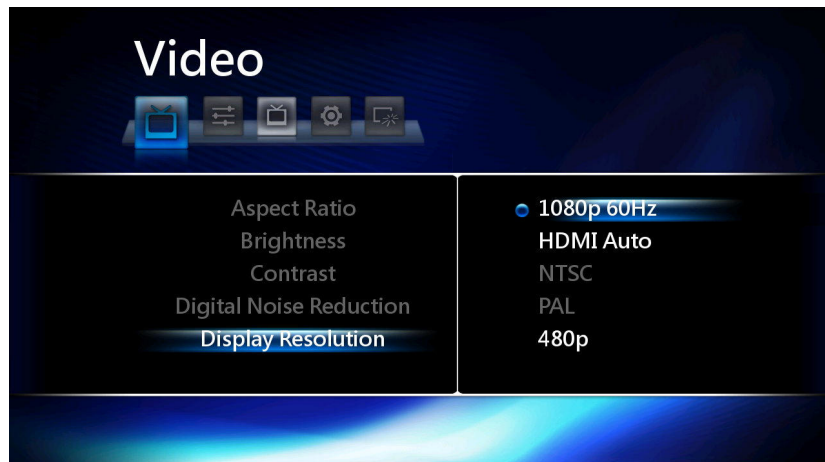 Video
Aspect Ratio
Brightness
Contrast
Digital Noise Reduction
Display Resolution
1080p 60Hz
HDMI Auto
NTSC
PAL
480p